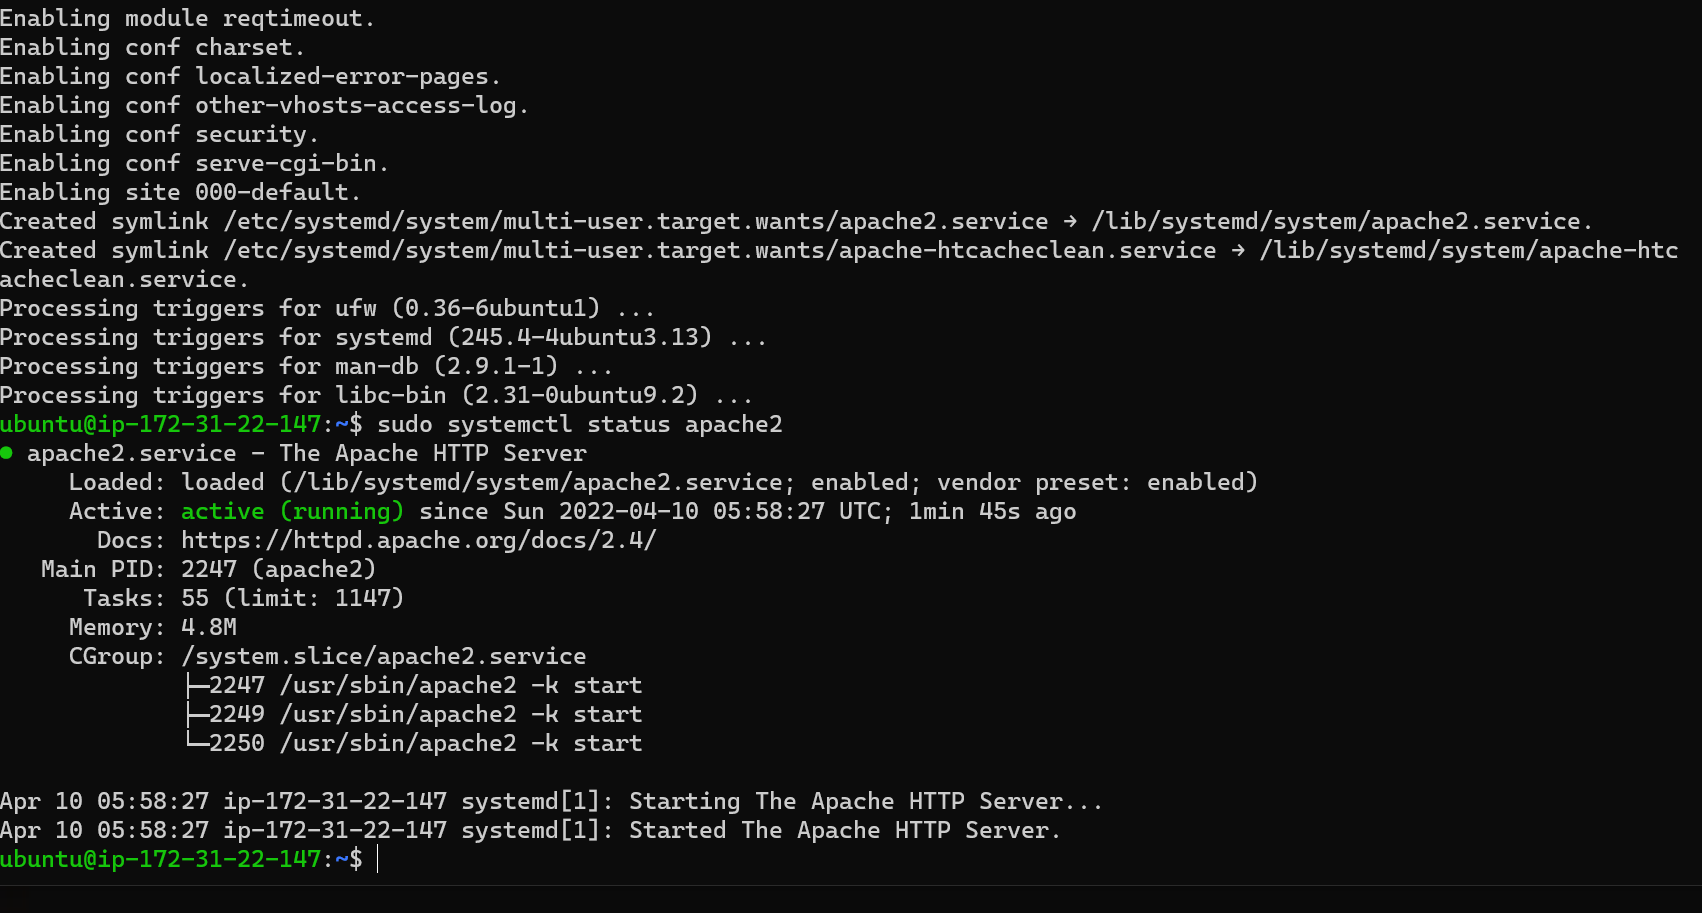 Enabling module reqtimeout.
Enabling conf charset.
Enabling conf localized-error-pages.
Enabling conf other-vhosts-access-log.
Enabling conf security.
Enabling conf serve-cgi-bin.
Enabling site 000-default.
Created symlink /etc/systemd/system/multi-user.target.wants/apache2.service → /lib/systemd/system/apache2.service.
Created symlink /etc/systemd/system/multi-user.target.wants/apache-htcacheclean.service → /lib/systemd/system/apache-htc
acheclean.service.
Processing triggers for ufw (0.36-6ubuntu1) ...
Processing triggers for systemd (245.4-4ubuntu3.13) ...
Processing triggers for man-db (2.9.1-1) ...
Processing triggers for libc-bin (2.31-0ubuntu9.2) ...
ubuntu@ip-172-31-22-147:~$ sudo systemctl status apache2
● apache2.service - The Apache HTTP Server
     Loaded: loaded (/lib/systemd/system/apache2.service; enabled; vendor preset: enabled)
     Active: active (running) since Sun 2022-04-10 05:58:27 UTC; 1min 45s ago
       Docs: https://httpd.apache.org/docs/2.4/
   Main PID: 2247 (apache2)
      Tasks: 55 (limit: 1147)
     Memory: 4.8M
     CGroup: /system.slice/apache2.service
             ├─2247 /usr/sbin/apache2 -k start
             ├─2249 /usr/sbin/apache2 -k start
             └─2250 /usr/sbin/apache2 -k start
Apr 10 05:58:27 ip-172-31-22-147 systemd[1]: Starting The Apache HTTP Server...
Apr 10 05:58:27 ip-172-31-22-147 systemd[1]: Started The Apache HTTP Server.
ubuntu@ip-172-31-22-147:~$